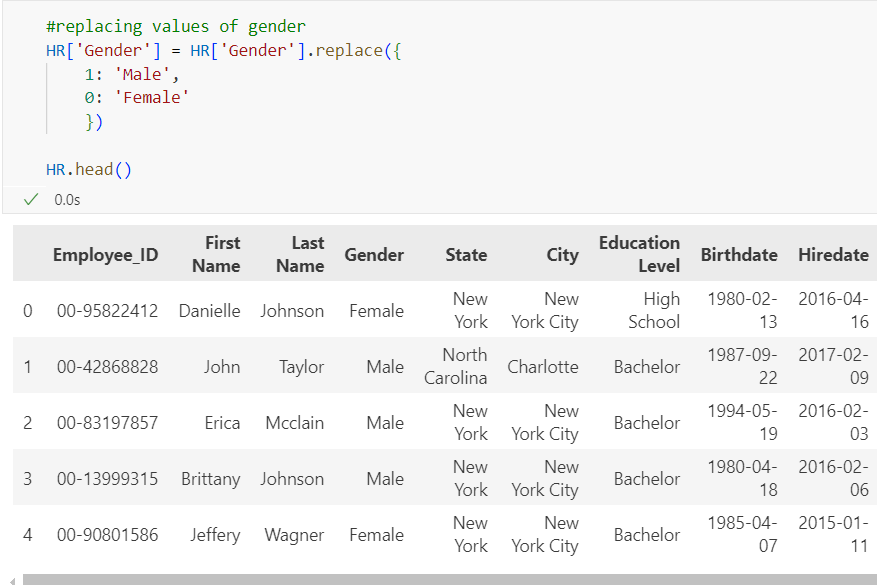 #replacing values of gender
HR['Gender'] = HR['Gender'].replace({
    1: 'Male',
    0: 'Female'
    })
HR.head()
✓ 0.0s
Employee_ID First Name Last Name Gender State City Education Level Birthdate Hiredate
0 00-95822412 Danielle Johnson Female New York New York City High School 1980-02-13 2016-04-16
1 00-42868828 John Taylor Male North Carolina Charlotte Bachelor 1987-09-22 2017-02-09
2 00-83197857 Erica Mcclain Male New York New York City Bachelor 1994-05-19 2016-02-03
3 00-13999315 Brittany Johnson Male New York New York City Bachelor 1980-04-18 2016-02-06
4 00-90801586 Jeffery Wagner Female New York New York City Bachelor 1985-04-07 2015-01-11